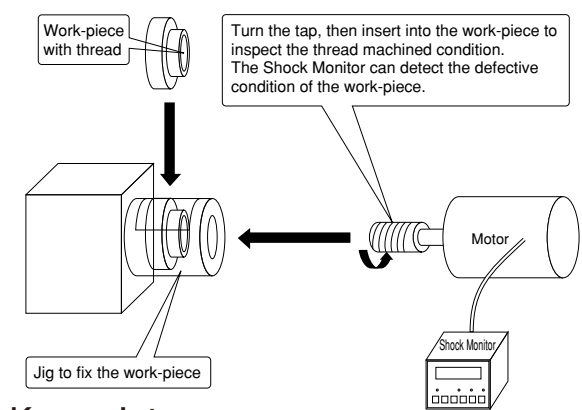 Work-piece
with thread
Turn the tap, then insert into the work-piece to
inspect the thread machined condition.
The Shock Monitor can detect the defective
condition of the work-piece.
Motor
Shock Monitor
Jig to fix the work-piece